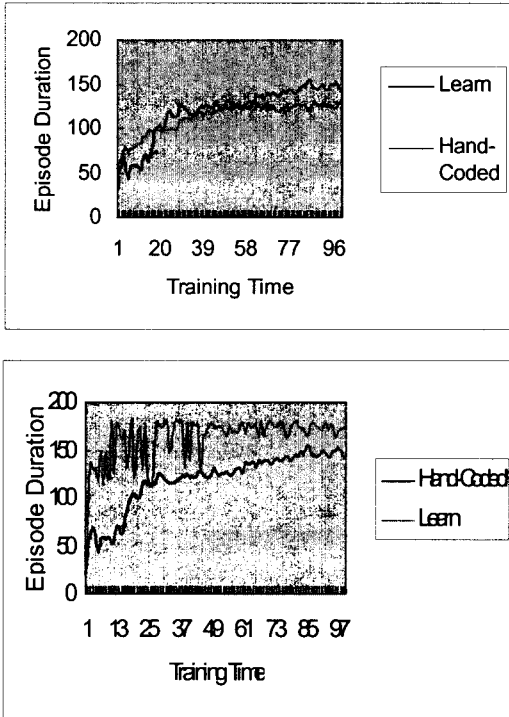 200
150
100
50
0
Episode Duration
1 20 39 58 77 96
Training Time
Learn
Hand-
Coded
200
150
100
50
0
Episode Duration
1 13 25 37 49 61 73 85 97
Training Time
Hand-Coded
Learn